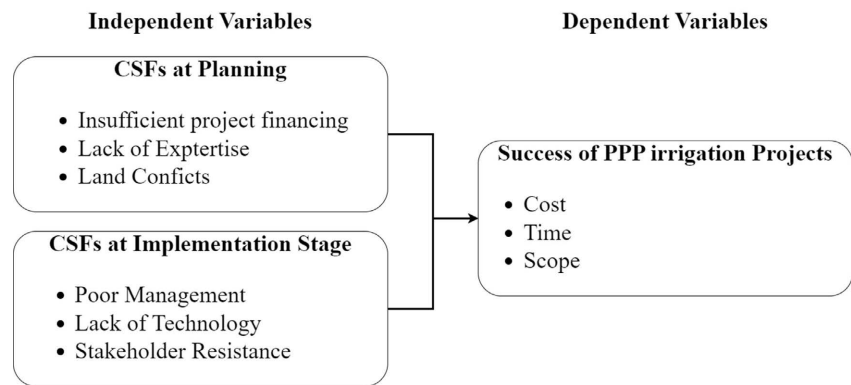 Independent Variables
Dependent Variables
CSFs at Planning
• Insufficient project financing
• Lack of Exptertise
• Land Conficts
CSFs at Implementation Stage
• Poor Management
• Lack of Technology
• Stakeholder Resistance
Success of PPP irrigation Projects
• Cost
• Time
• Scope